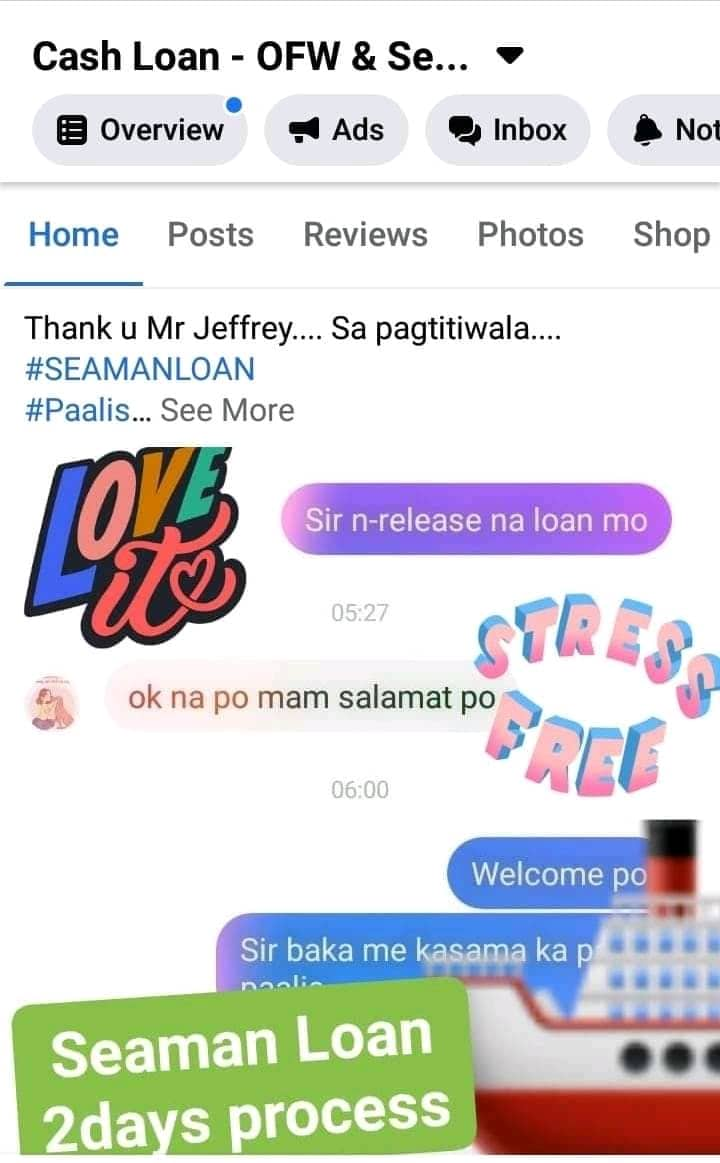 Cash Loan - OFW & Se...
Overview Ads Inbox Not
Home Posts Reviews Photos Shop
Thank u Mr Jeffrey.... Sa pagtitiwala....
#SEAMANLOAN
#Paalis... See More
LOVE
it
Sir n-release na loan mo
05:27
STRESS
FREE
ok na po mam salamat po
06:00
Welcome po
Sir baka me kasama ka p
paalis
Seaman Loan
2days process